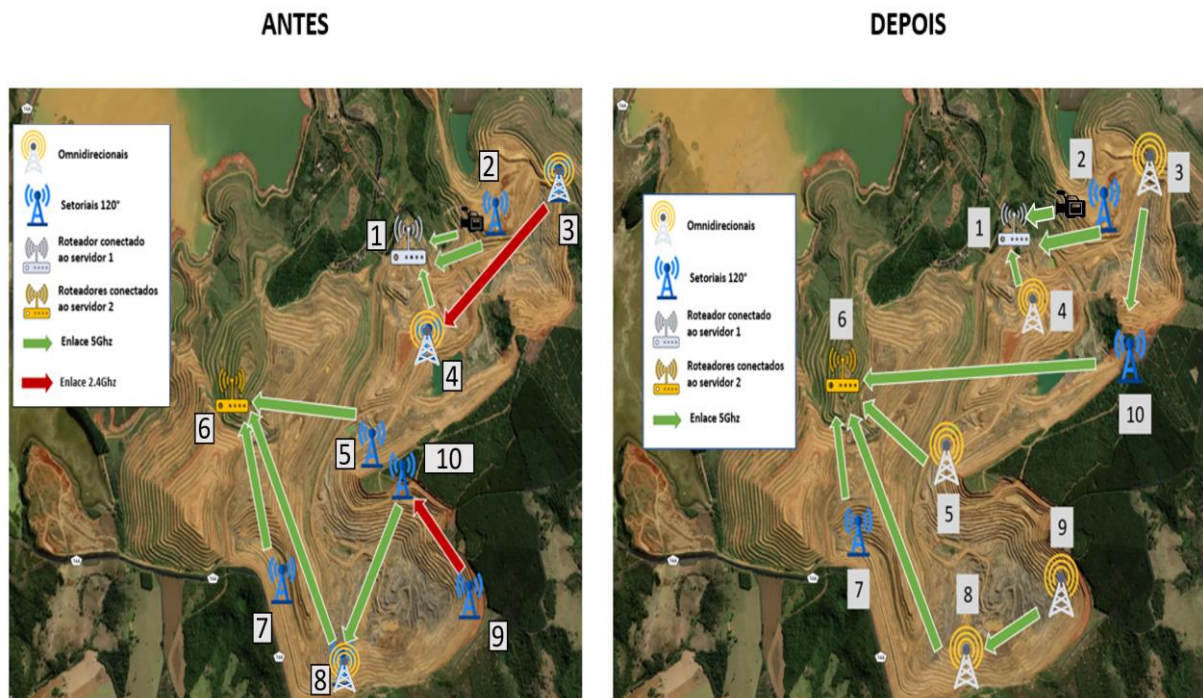 ANTES
DEPOIS
Omnidirecionais
Setoriais 120°
Roteador conectado
ao servidor 1
Roteadores conectados
ao servidor 2
Enlace 5Ghz
Enlace 2.4Ghz
1
2
3
4
5
6
7
8
9
10
Omnidirecionais
Setoriais 120°
Roteador conectado
ao servidor 1
Roteadores conectados
ao servidor 2
Enlace 5Ghz
1
2
3
4
5
6
7
8
9
10